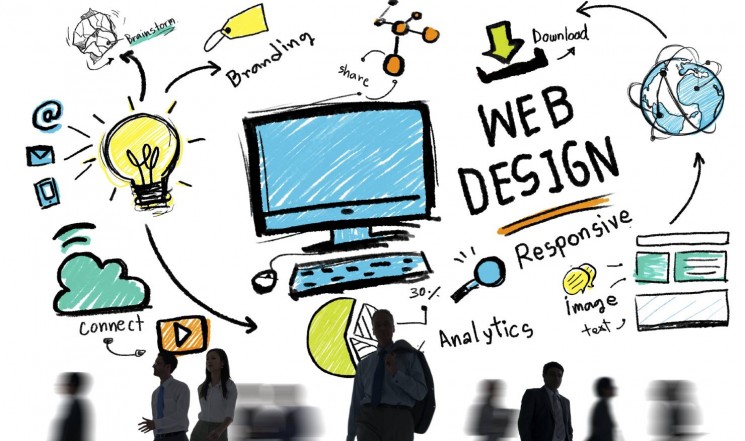 Brainstorm
Branding
share
Download
WEB
DESIGN
Responsive
@
Connect
30%
Analytics
image
text